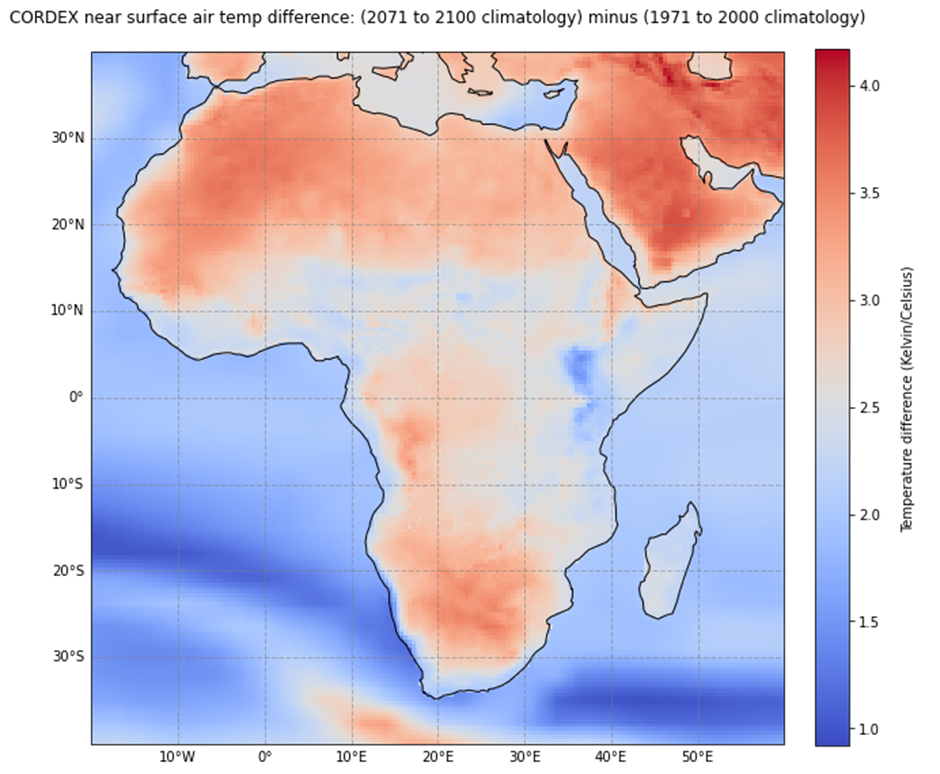 CORDEX near surface air temp difference: (2071 to 2100 climatology) minus (1971 to 2000 climatology)
30°N
20°N
10°N
0°
10°S
20°S
30°S
10°W
0°
10°E
20°E
30°E
40°E
50°E
4.0
3.5
3.0
2.5
2.0
1.5
1.0
Temperature difference (Kelvin/Celsius)